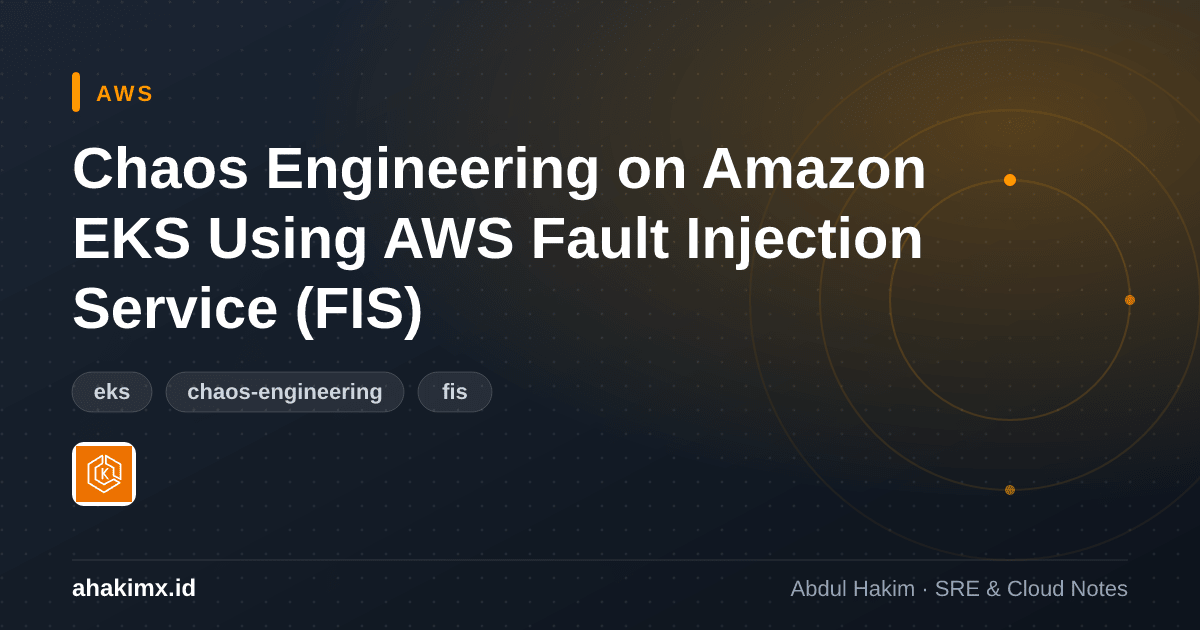 AWS
Chaos Engineering on Amazon
EKS Using AWS Fault Injection
Service (FIS)
eks
chaos-engineering
fis
K
ahakimx.id
Abdul Hakim · SRE & Cloud Notes